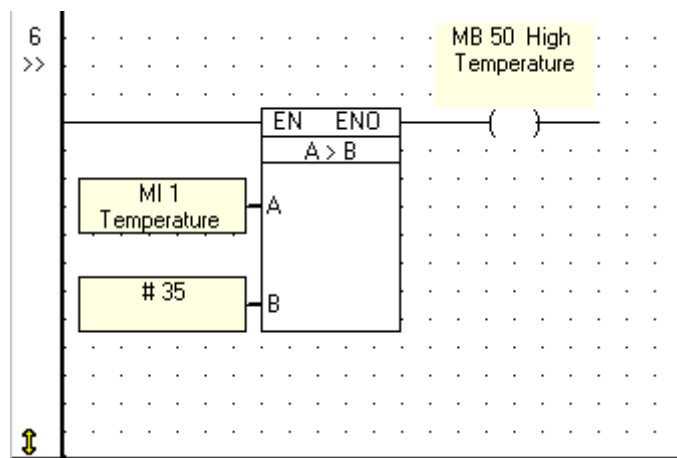 6
>>
MB 50 High
Temperature
EN ENO
A > B
MI 1
Temperature
A
# 35
B